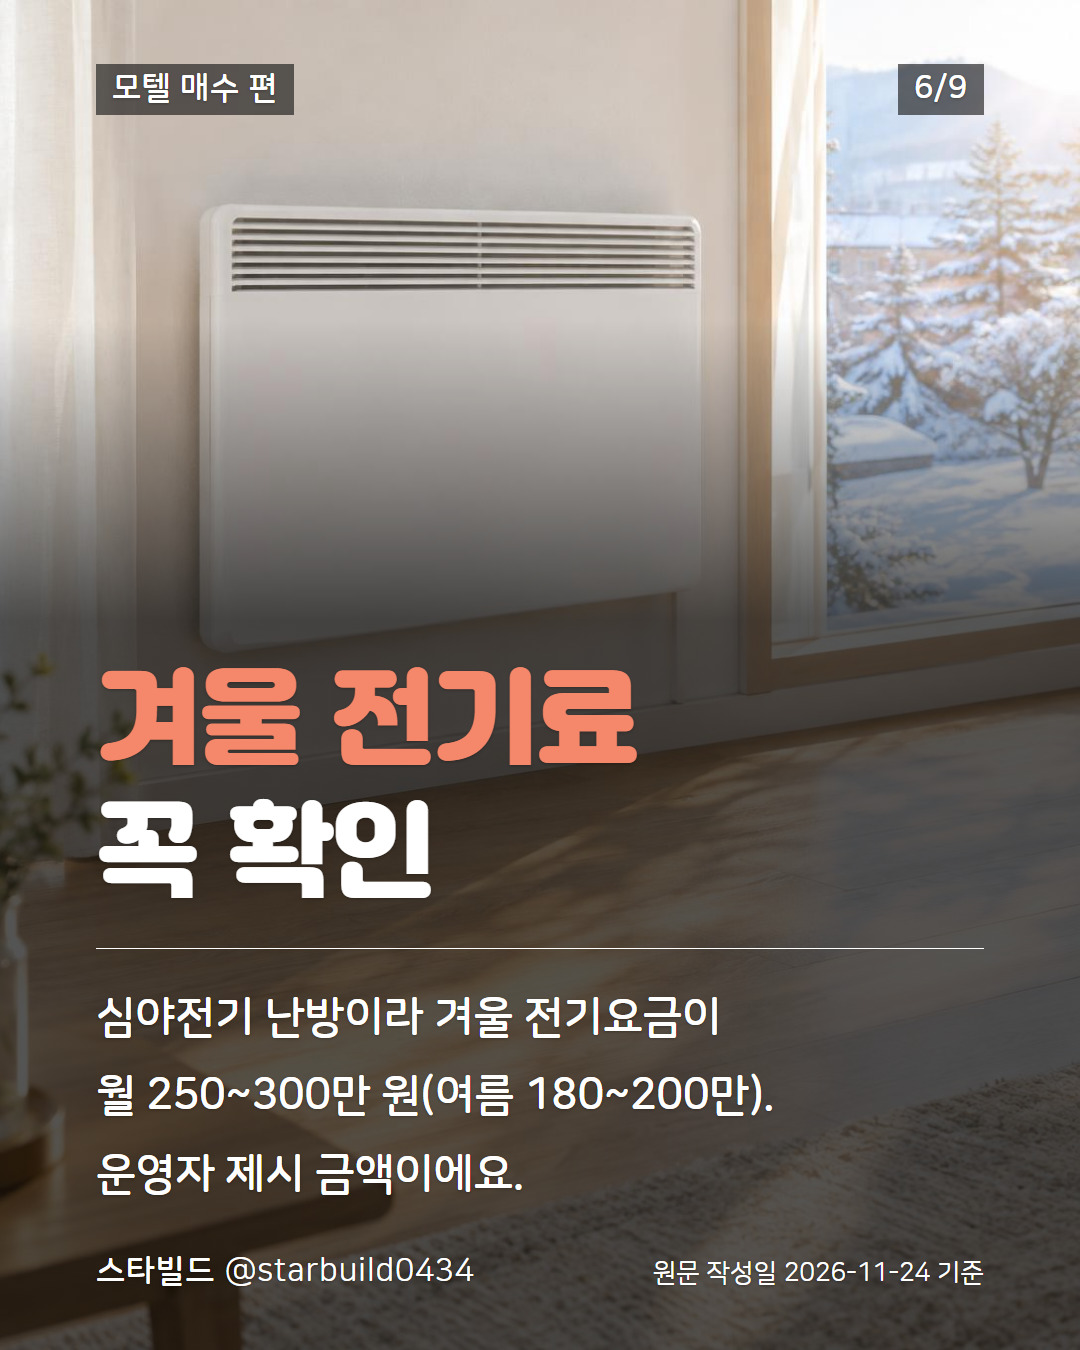 모텔 매수 편
6/9
겨울 전기료
꼭 확인
심야전기 난방이라 겨울 전기요금이
월 250~300만 원(여름 180~200만).
운영자 제시 금액이에요.
스타빌드 @starbuild0434
원문 작성일 2026-11-24 기준